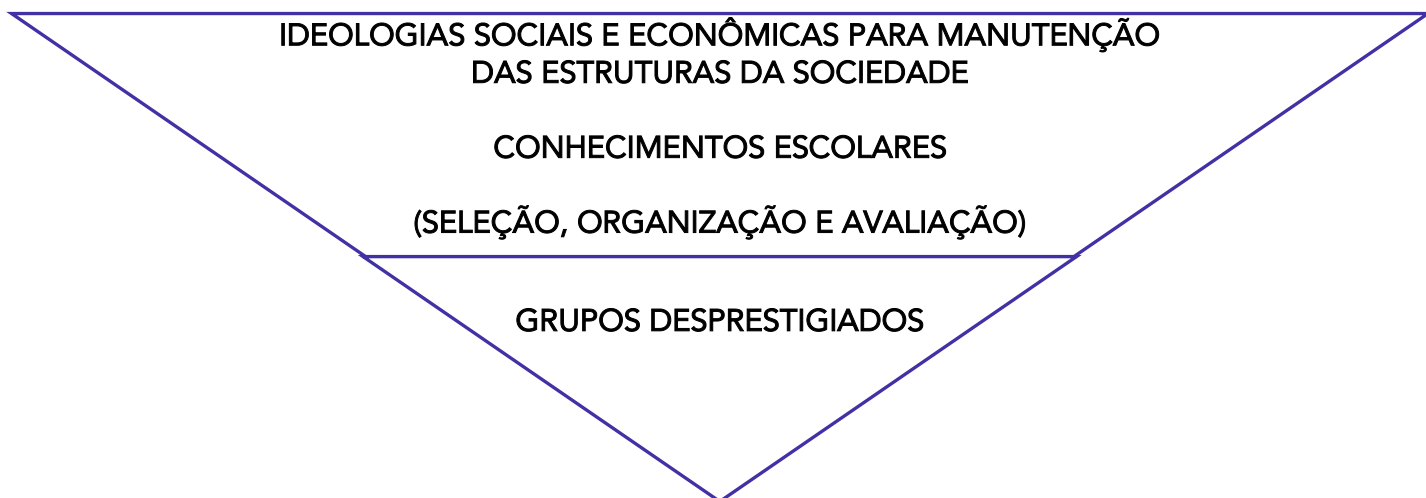 IDEOLOGIAS SOCIAIS E ECONÔMICAS PARA MANUTENÇÃO
DAS ESTRUTURAS DA SOCIEDADE
CONHECIMENTOS ESCOLARES
(SELEÇÃO, ORGANIZAÇÃO E AVALIAÇÃO)
GRUPOS DESPRESTIGIADOS